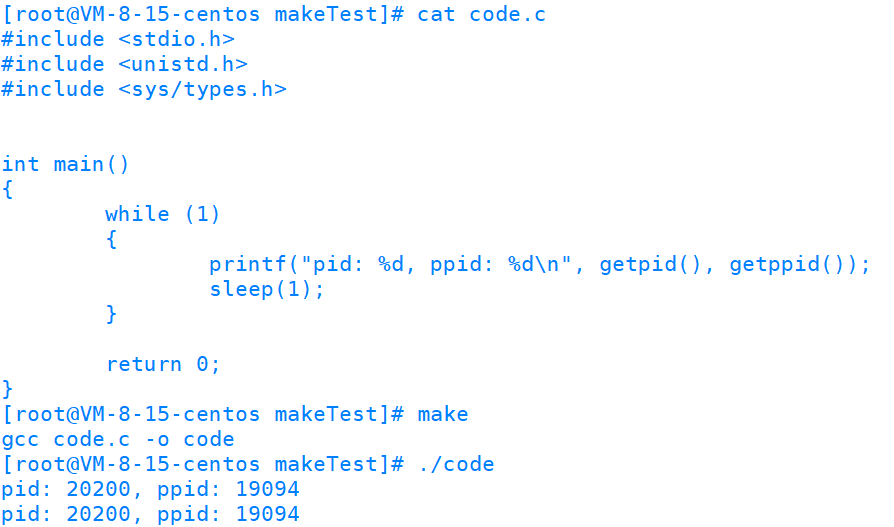 [root@VM-8-15-centos makeTest]# cat code.c
#include <stdio.h>
#include <unistd.h>
#include <sys/types.h>
int main()
{
        while (1)
        {
                printf("pid: %d, ppid: %d\n", getpid(), getppid());
                sleep(1);
        }
        return 0;
}
[root@VM-8-15-centos makeTest]# make
gcc code.c -o code
[root@VM-8-15-centos makeTest]# ./code
pid: 20200, ppid: 19094
pid: 20200, ppid: 19094